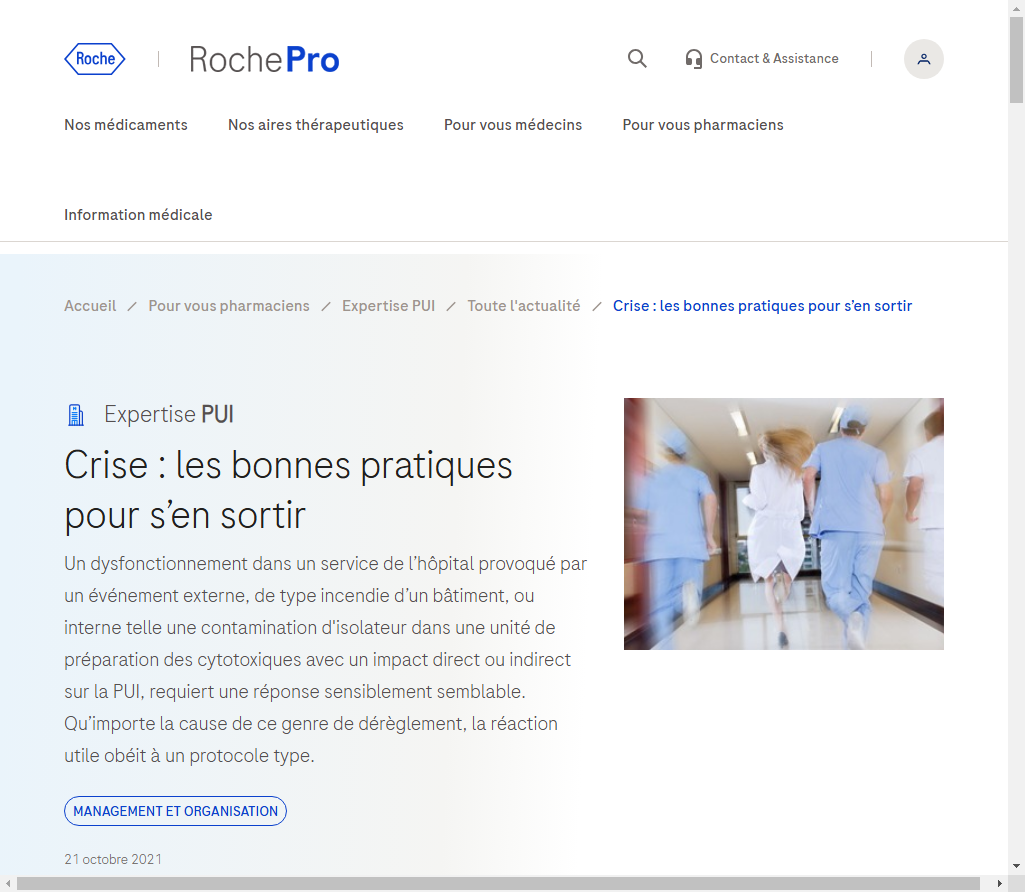 Roche
RochePro
Contact & Assistance
Nos médicaments
Nos aires thérapeutiques
Pour vous médecins
Pour vous pharmaciens
Information médicale
Accueil / Pour vous pharmaciens / Expertise PUI / Toute l'actualité / Crise : les bonnes pratiques pour s’en sortir
Expertise PUI
Crise : les bonnes pratiques
pour s’en sortir
Un dysfonctionnement dans un service de l’hôpital provoqué par
un événement externe, de type incendie d’un bâtiment, ou
interne telle une contamination d'isolateur dans une unité de
préparation des cytotoxiques avec un impact direct ou indirect
sur la PUI, requiert une réponse sensiblement semblable.
Qu’importe la cause de ce genre de dérèglement, la réaction
utile obéit à un protocole type.
MANAGEMENT ET ORGANISATION
21 octobre 2021